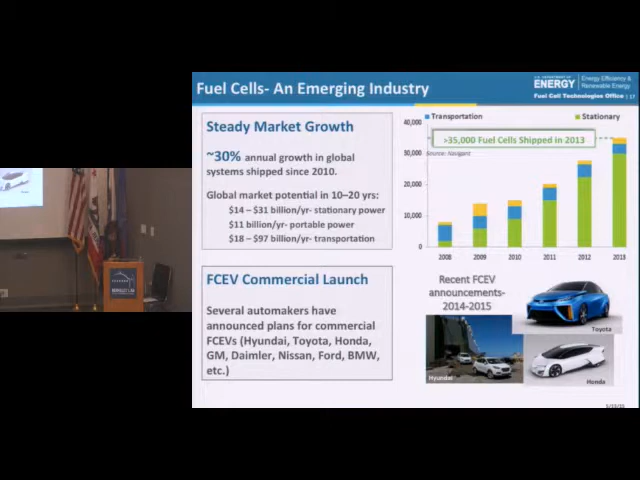 Fuel Cells- An Emerging Industry
U.S. DEPARTMENT OF
ENERGY
Energy Efficiency &
Renewable Energy
Fuel Cell Technologies Office | 17
Steady Market Growth
~30% annual growth in global
systems shipped since 2010.
Global market potential in 10–20 yrs:
$14 – $31 billion/yr- stationary power
$11 billion/yr- portable power
$18 – $97 billion/yr- transportation
FCEV Commercial Launch
Several automakers have
announced plans for commercial
FCEVs (Hyundai, Toyota, Honda,
GM, Daimler, Nissan, Ford, BMW,
etc.)
Transportation
Stationary
>35,000 Fuel Cells Shipped in 2013
Source: Navigant
40,000
30,000
20,000
10,000
0
2008 2009 2010 2011 2012 2013
Recent FCEV
announcements-
2014-2015
Toyota
Hyundai
Honda